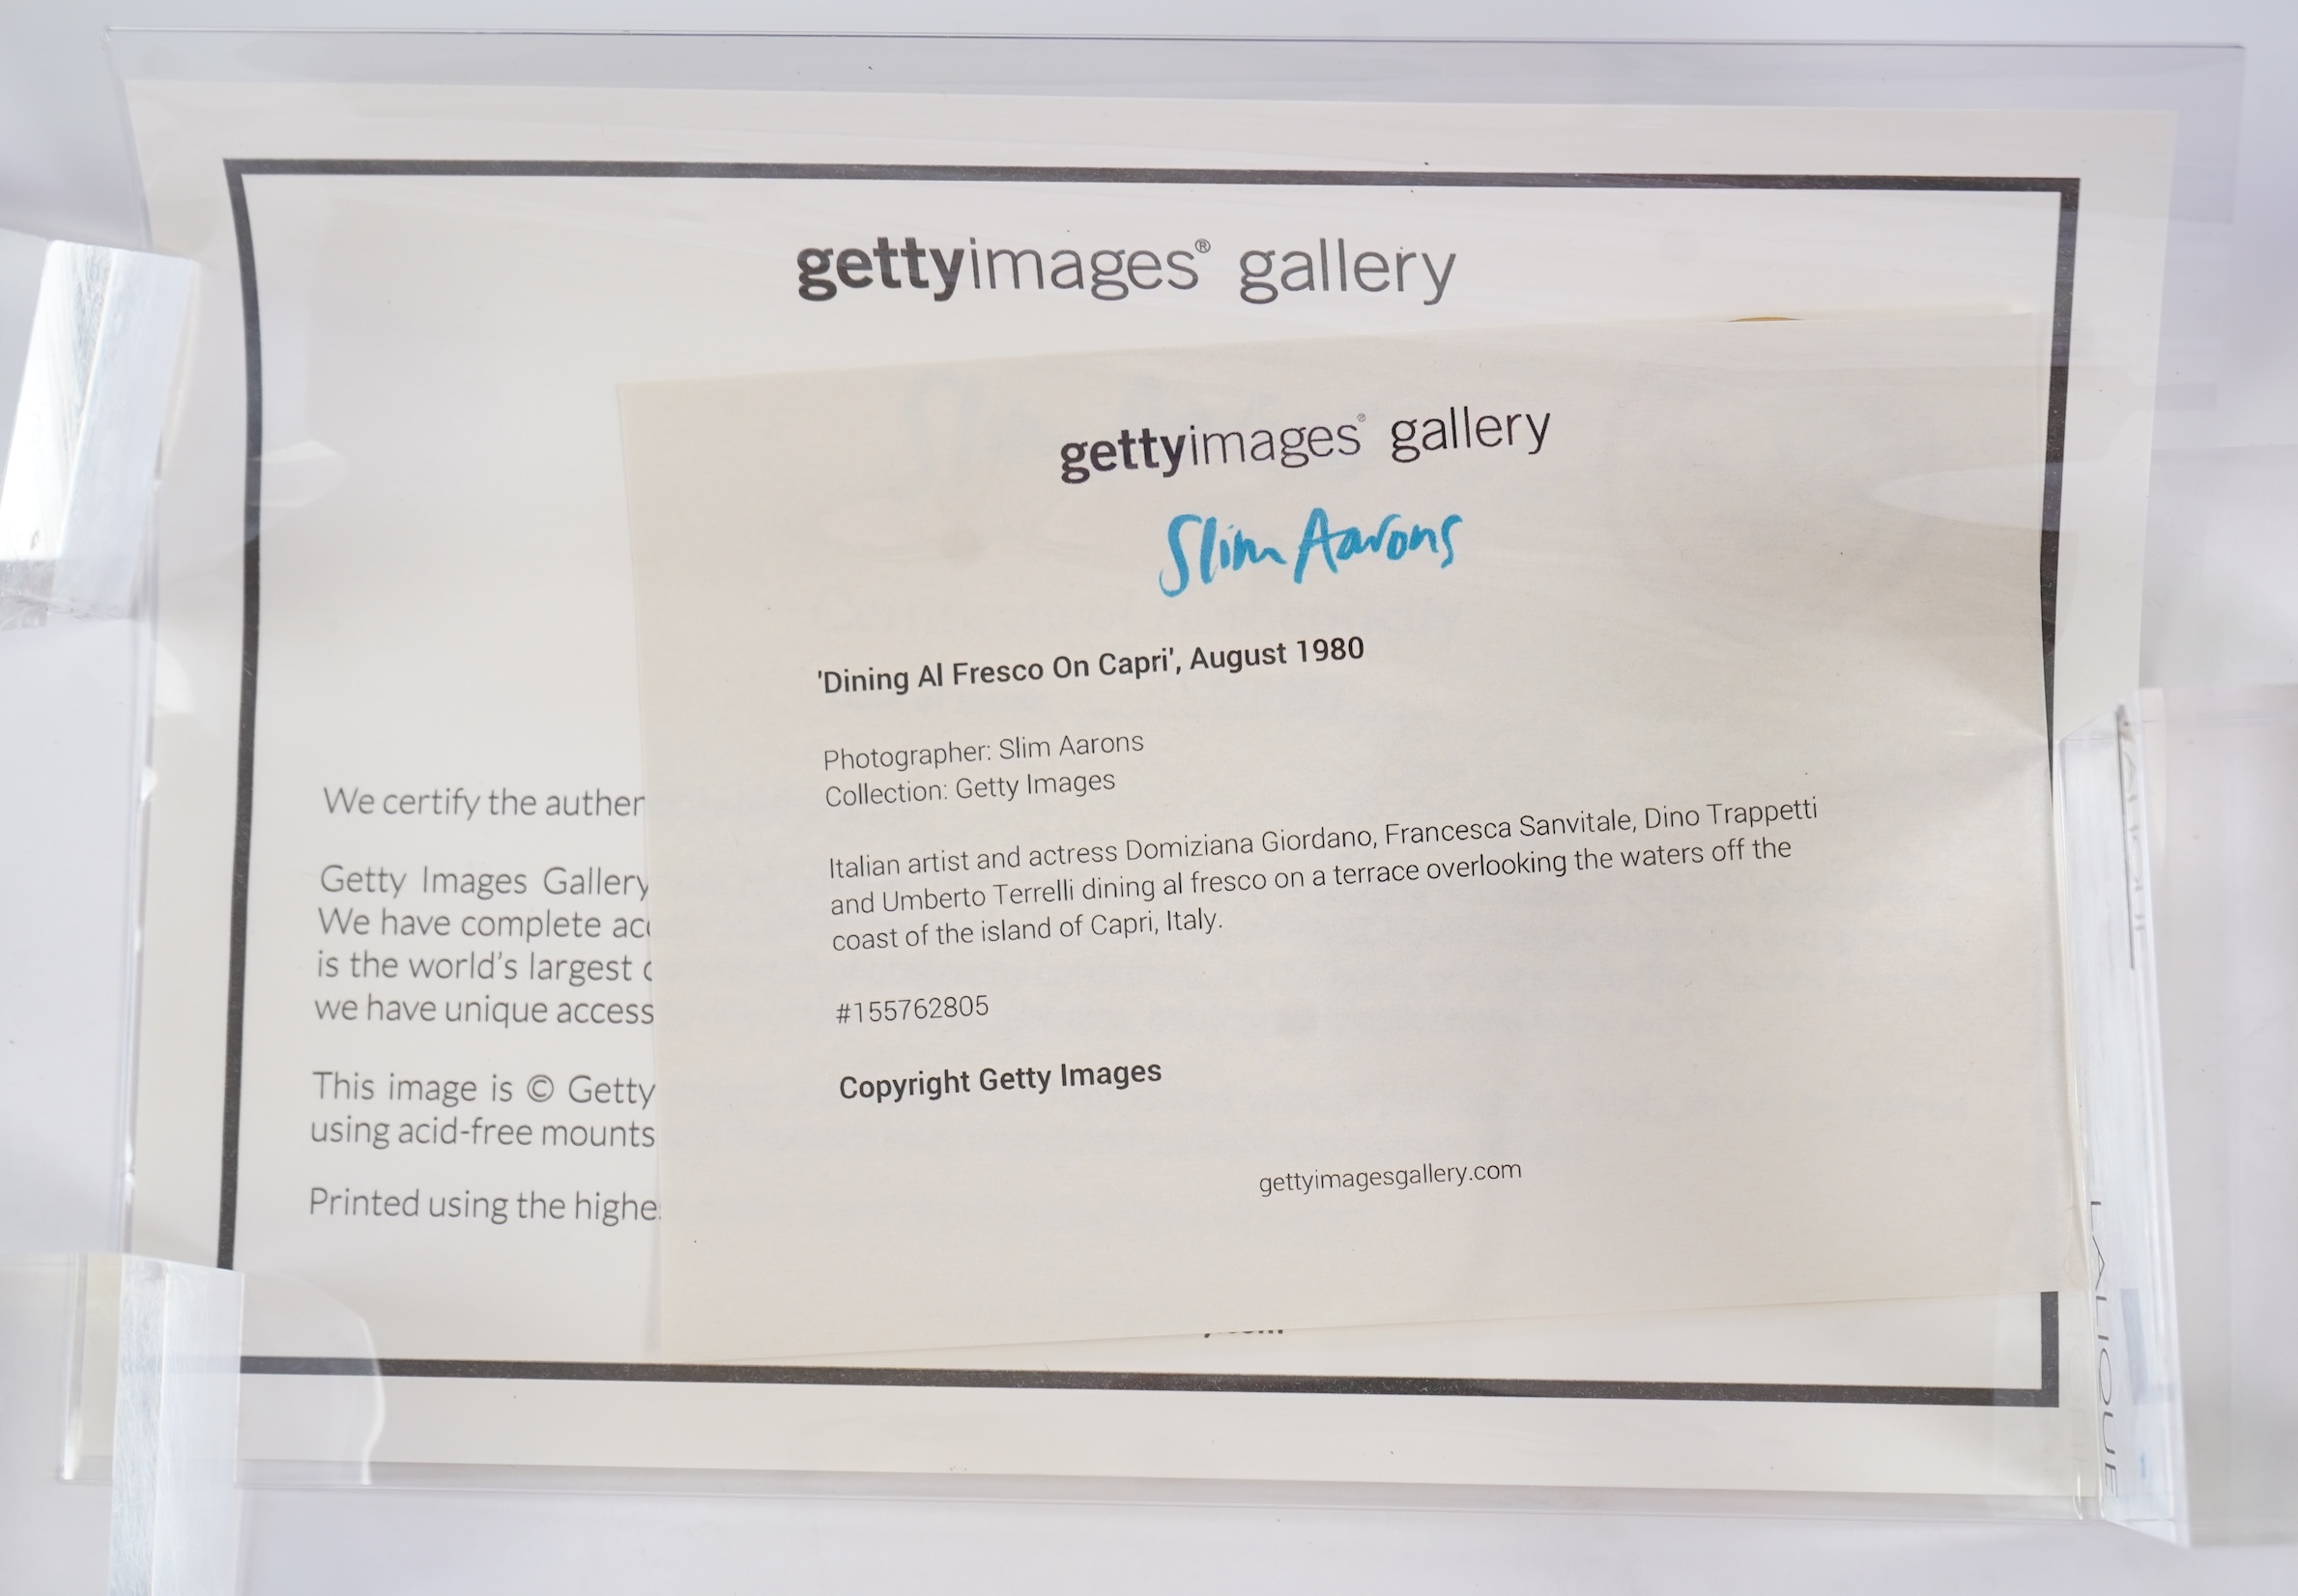 gettyimages® gallery
gettyimages® gallery
Slim Aarons
'Dining Al Fresco On Capri', August 1980
Photographer: Slim Aarons
Collection: Getty Images
Italian artist and actress Domiziana Giordano, Francesca Sanvitale, Dino Trappetti
and Umberto Terrelli dining al fresco on a terrace overlooking the waters off the
coast of the island of Capri, Italy.
#155762805
Copyright Getty Images
gettyimagesgallery.com
We certify the
Getty Images Gallery
We have complete
is the world's largest
we have unique access
This image is © Getty
using acid-free mounts
Printed using the
LALIQUE